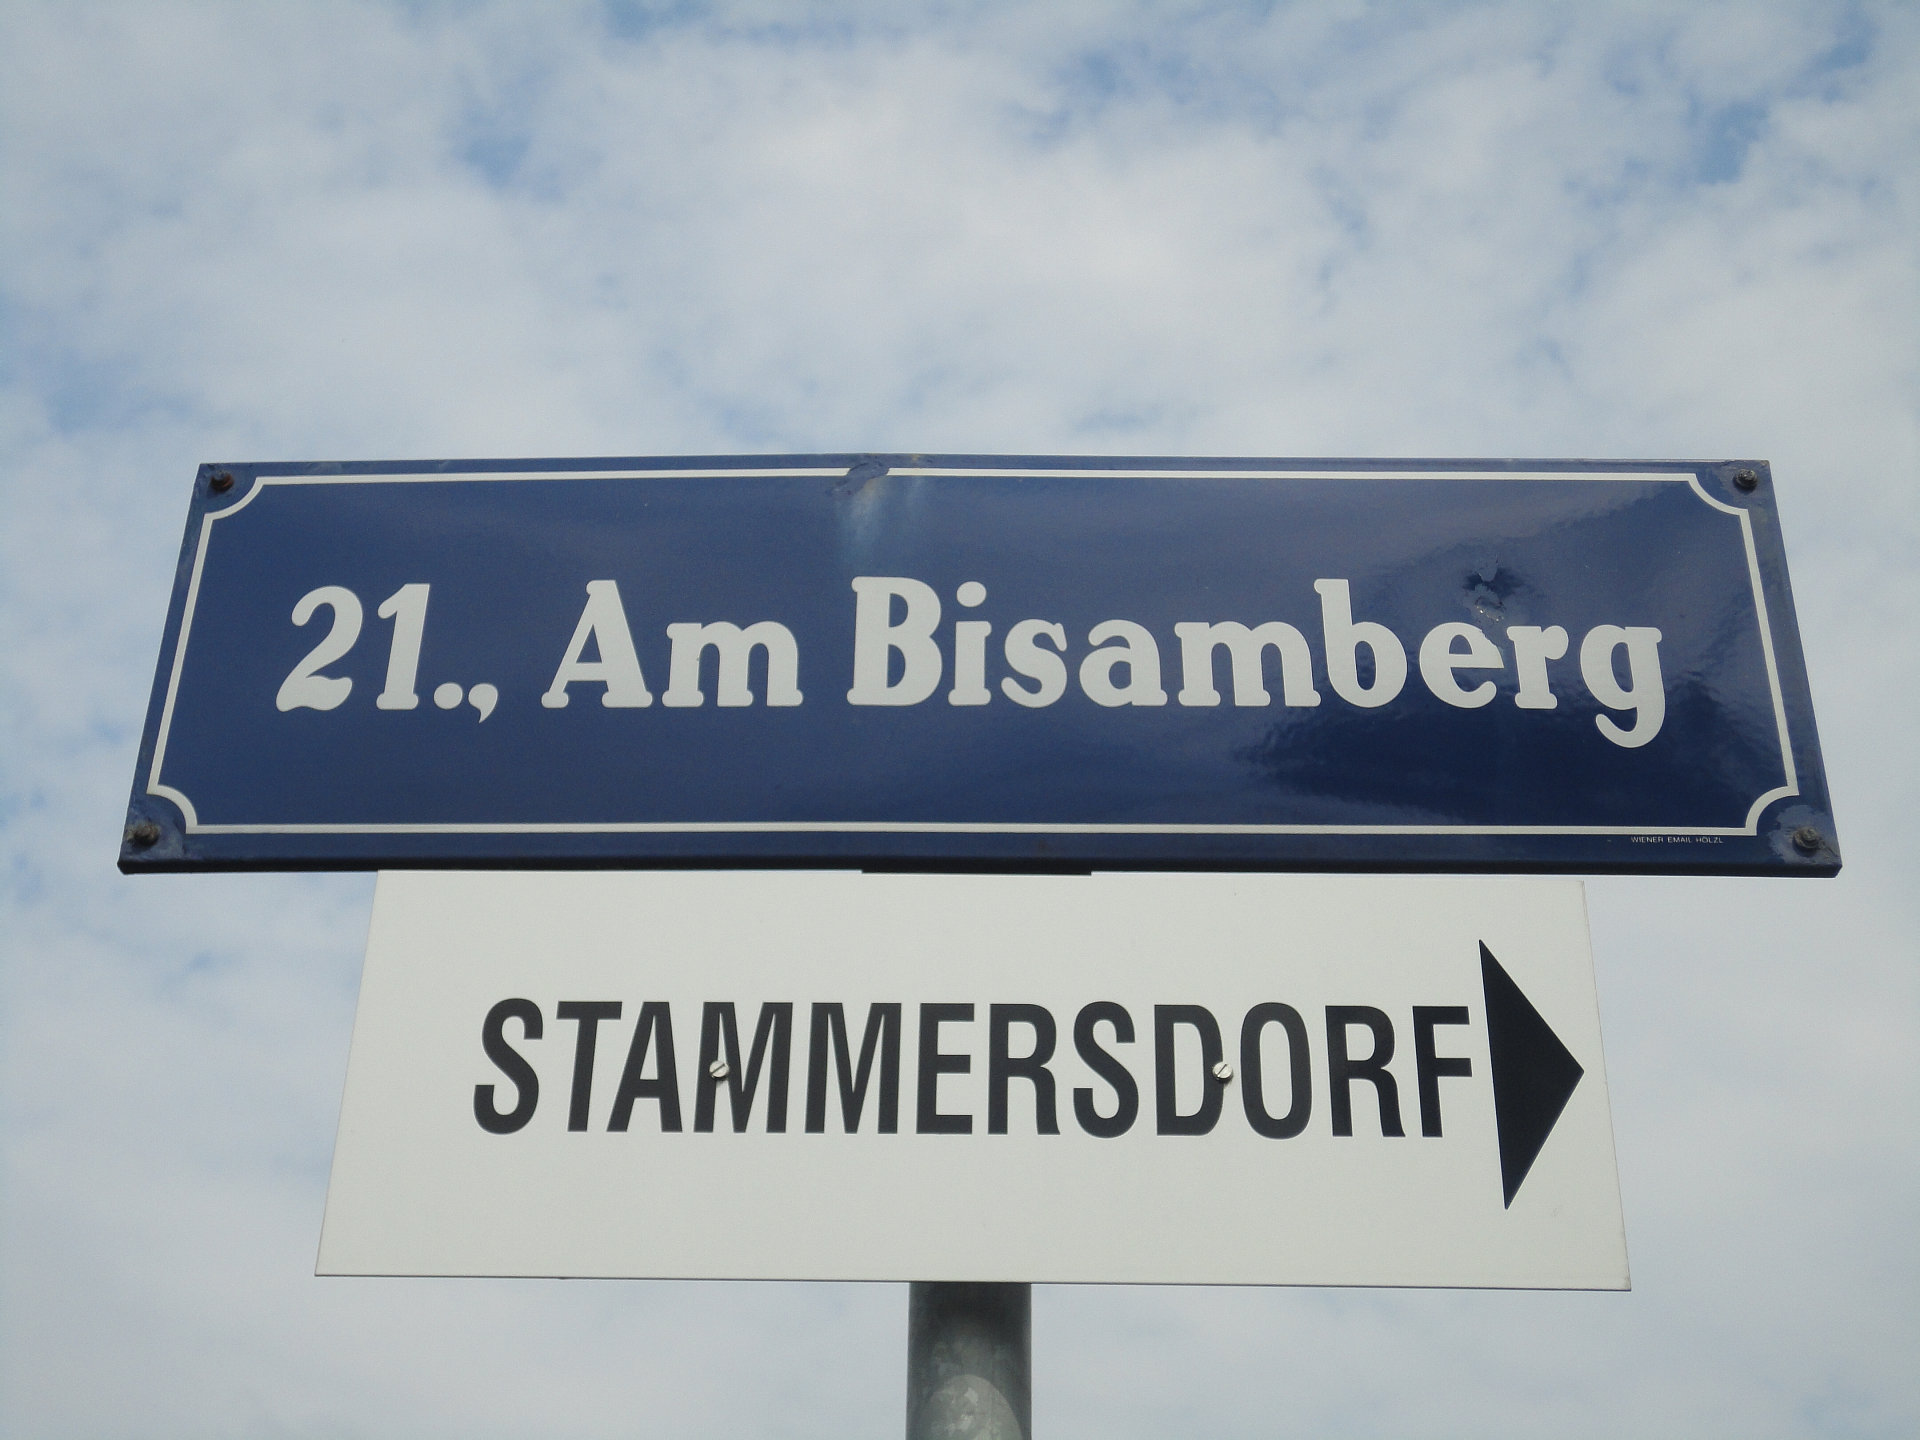 21., Am Bisamberg
WIENER EMAIL HÖLZL
STAMMERSDORF